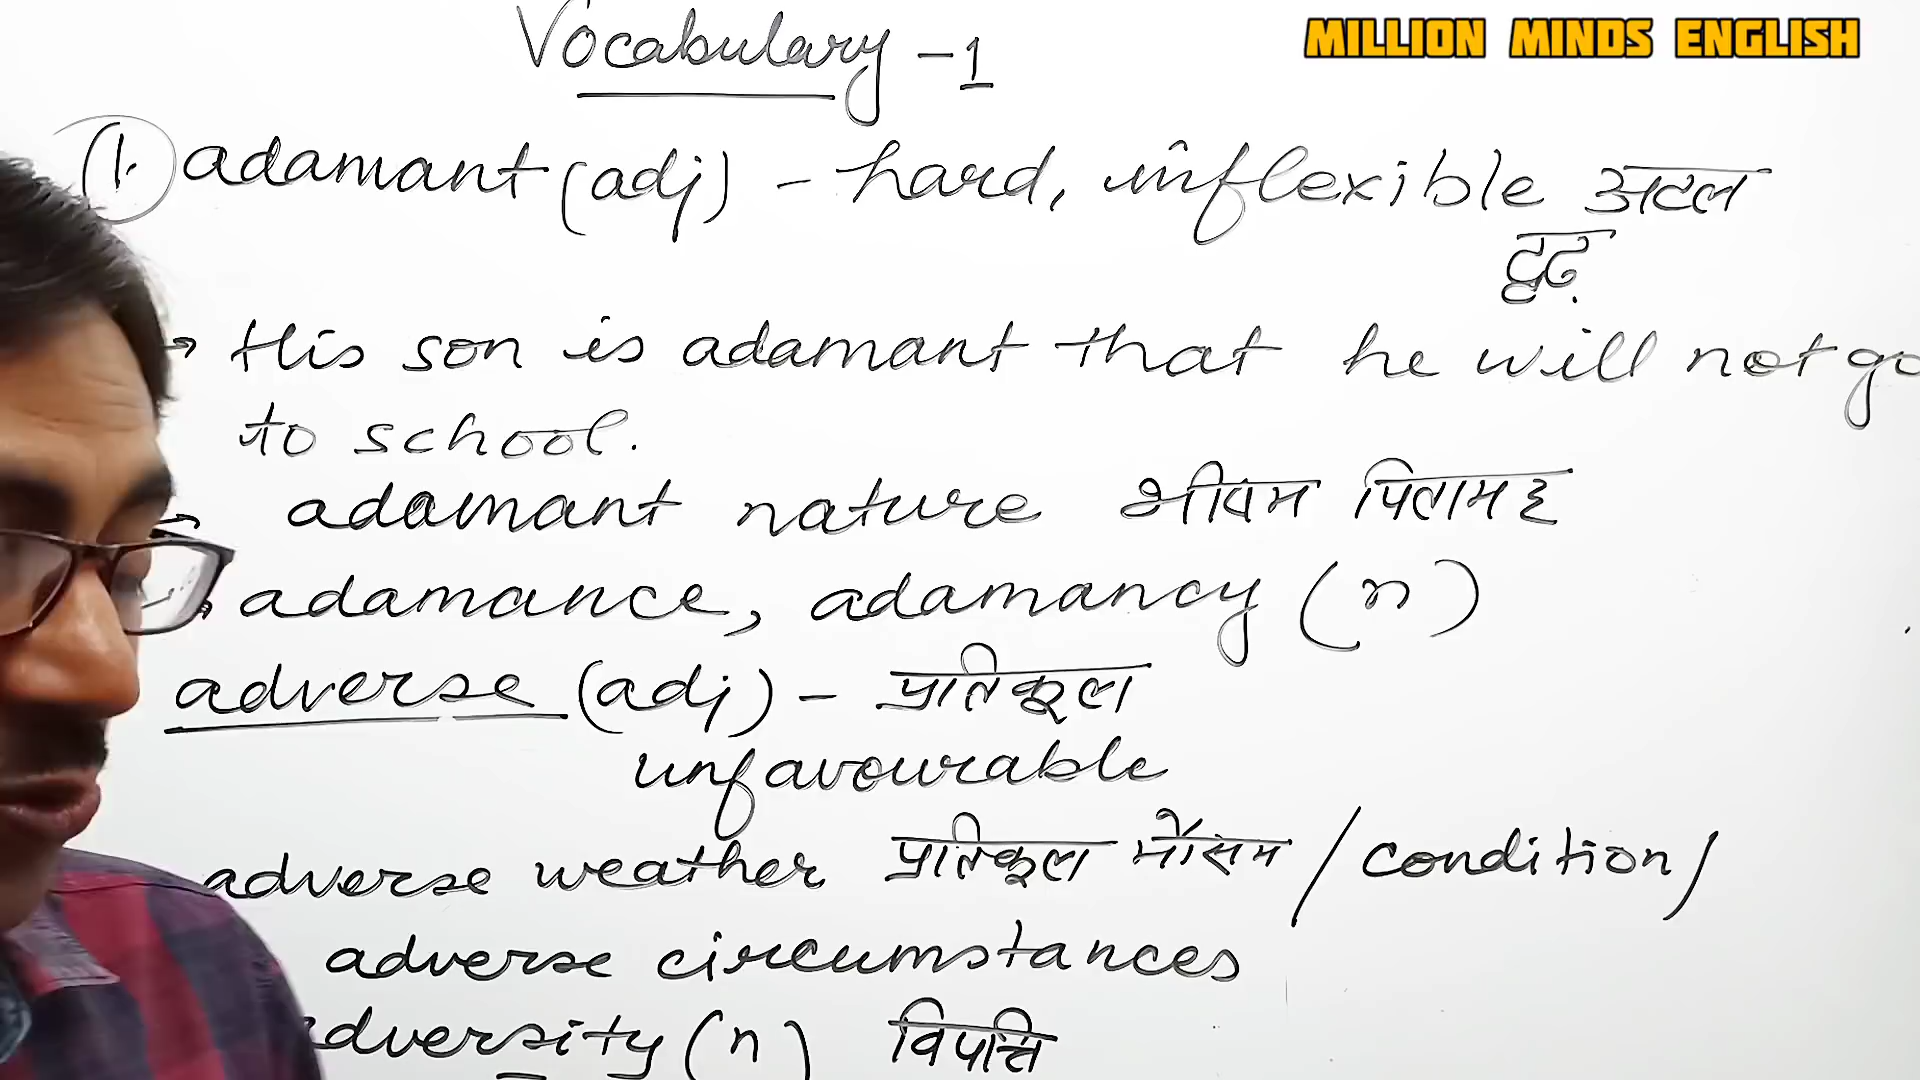 MILLION MINDS ENGLISH
Vocabulary - 1
1. adamant (adj) - hard, inflexible अटल
दृढ़
→ His son is adamant that he will not go
to school.
→ adamant nature भीषम पितामह
adamance, adamancy (n)
adverse (adj) - प्रतिकूल
unfavourable
adverse weather प्रतिकूल मौसम / condition /
adverse circumstances
adversity (n) विपत्ति